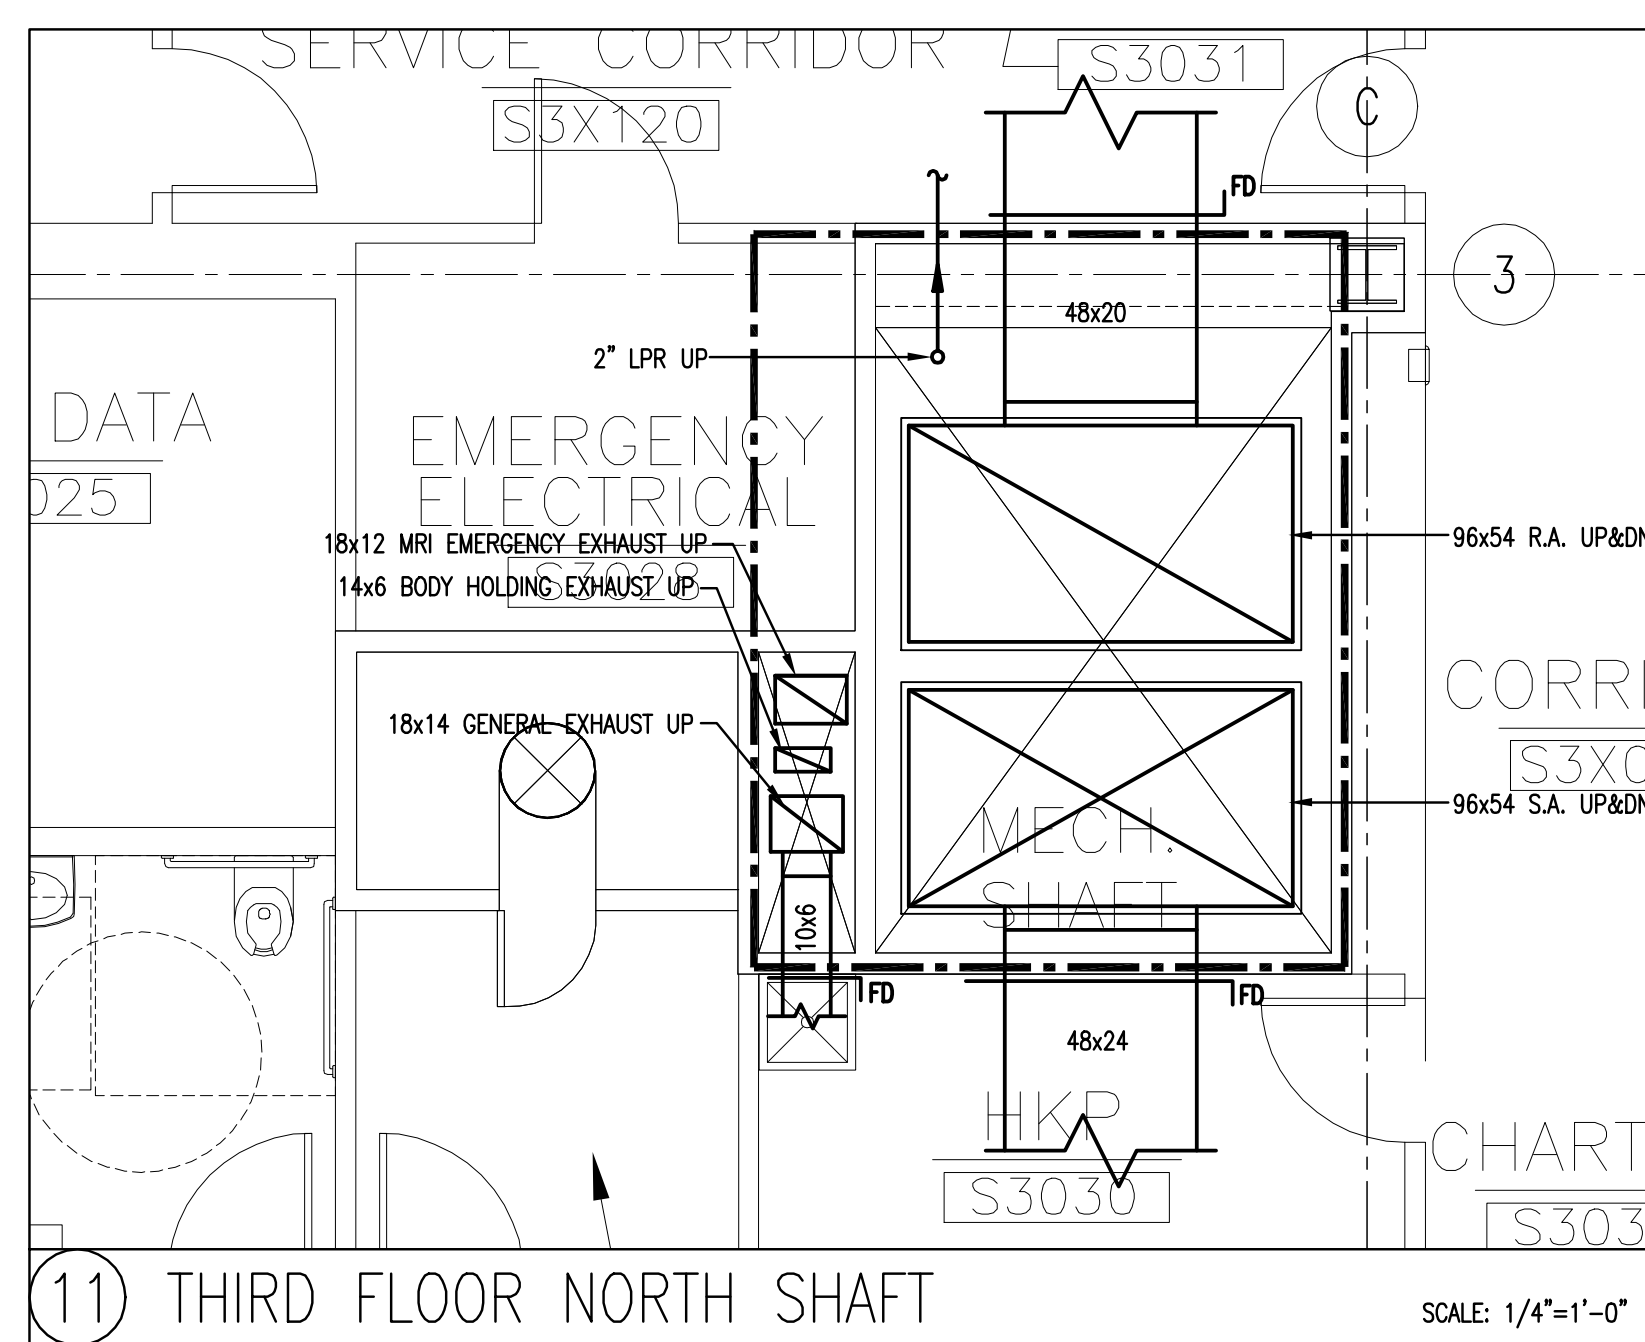 SERVICE CORRIDOR
S3X120
S3031
C
FD
3
48x20
2" LPR UP
DATA
025
EMERGENCY
ELECTRICAL
S3028
18x12 MRI EMERGENCY EXHAUST UP
14x6 BODY HOLDING EXHAUST UP
18x14 GENERAL EXHAUST UP
96x54 R.A. UP&DN
CORRI
S3X0
96x54 S.A. UP&DN
MECH.
SHAFT
10x6
FD
FD
48x24
HKP
S3030
CHART
S303
11 THIRD FLOOR NORTH SHAFT
SCALE: 1/4"=1'-0"